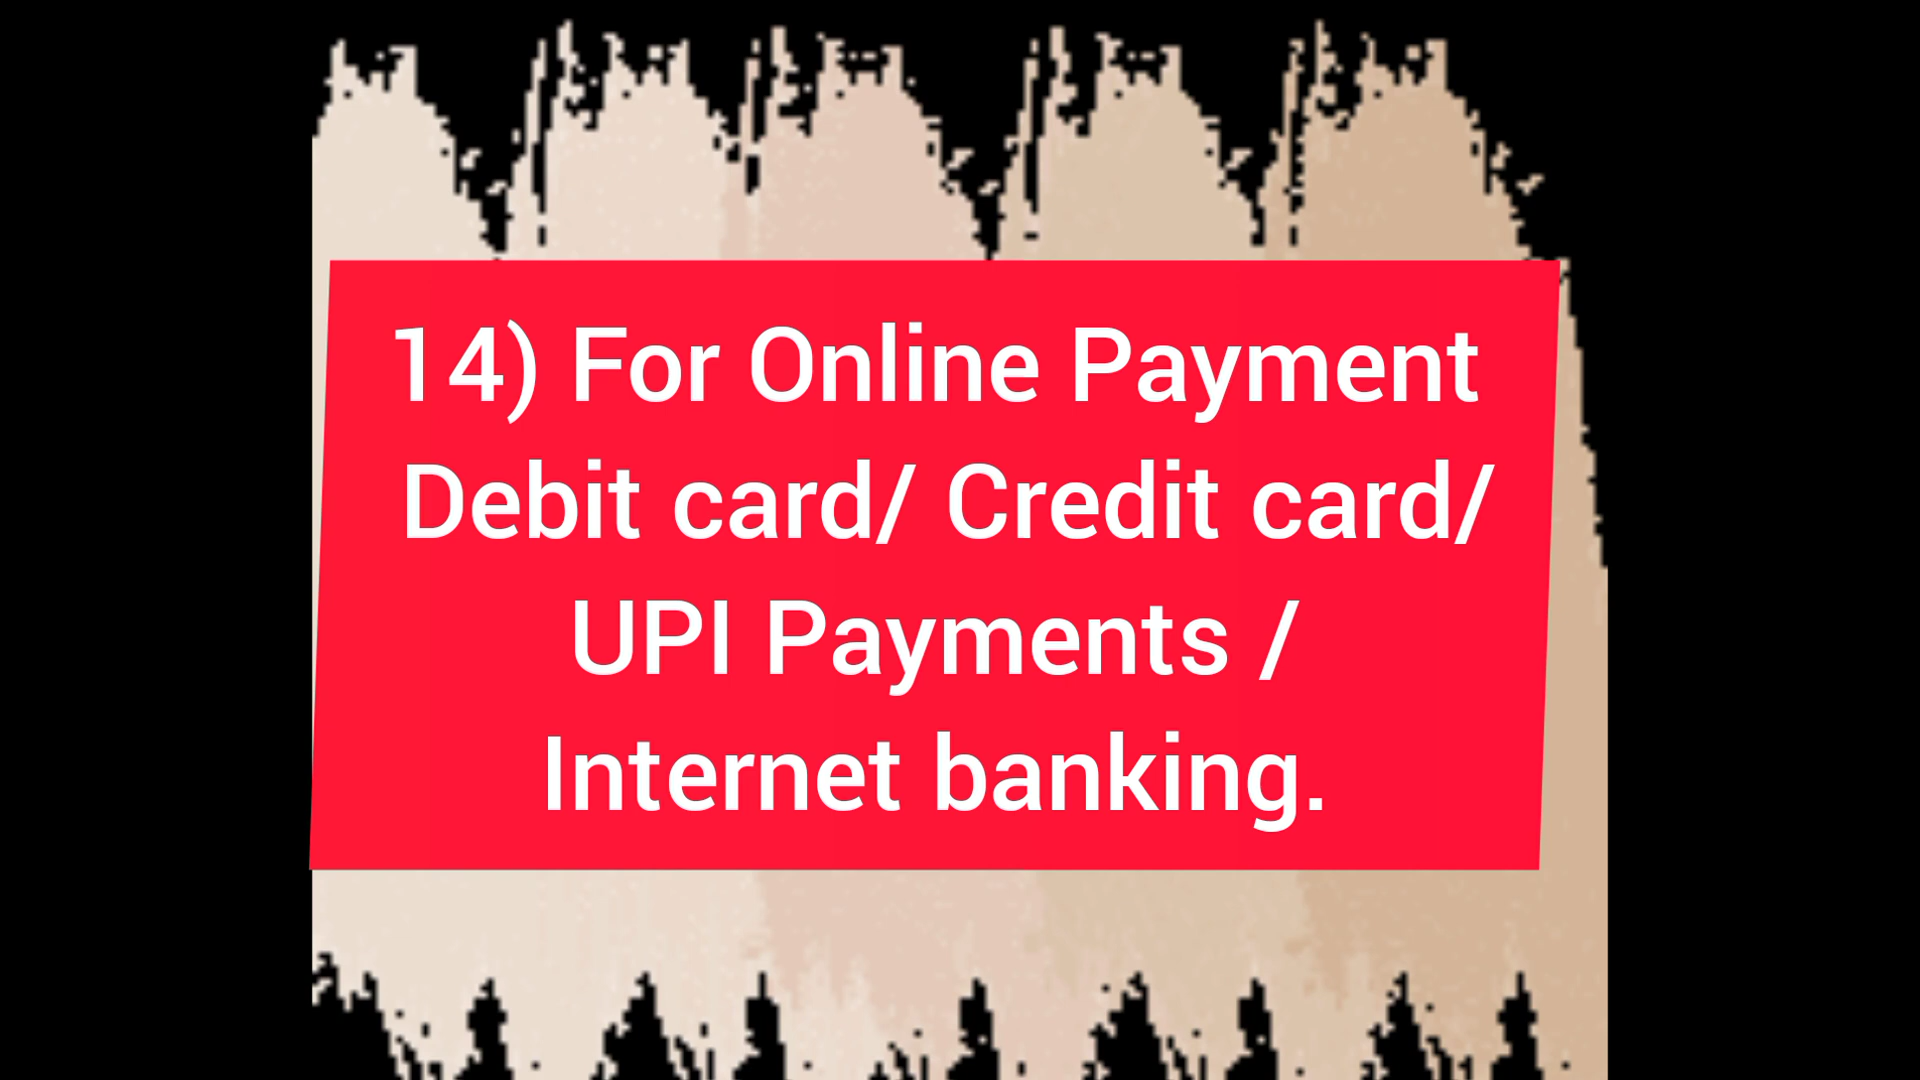 14) For Online Payment
Debit card/ Credit card/
UPI Payments /
Internet banking.